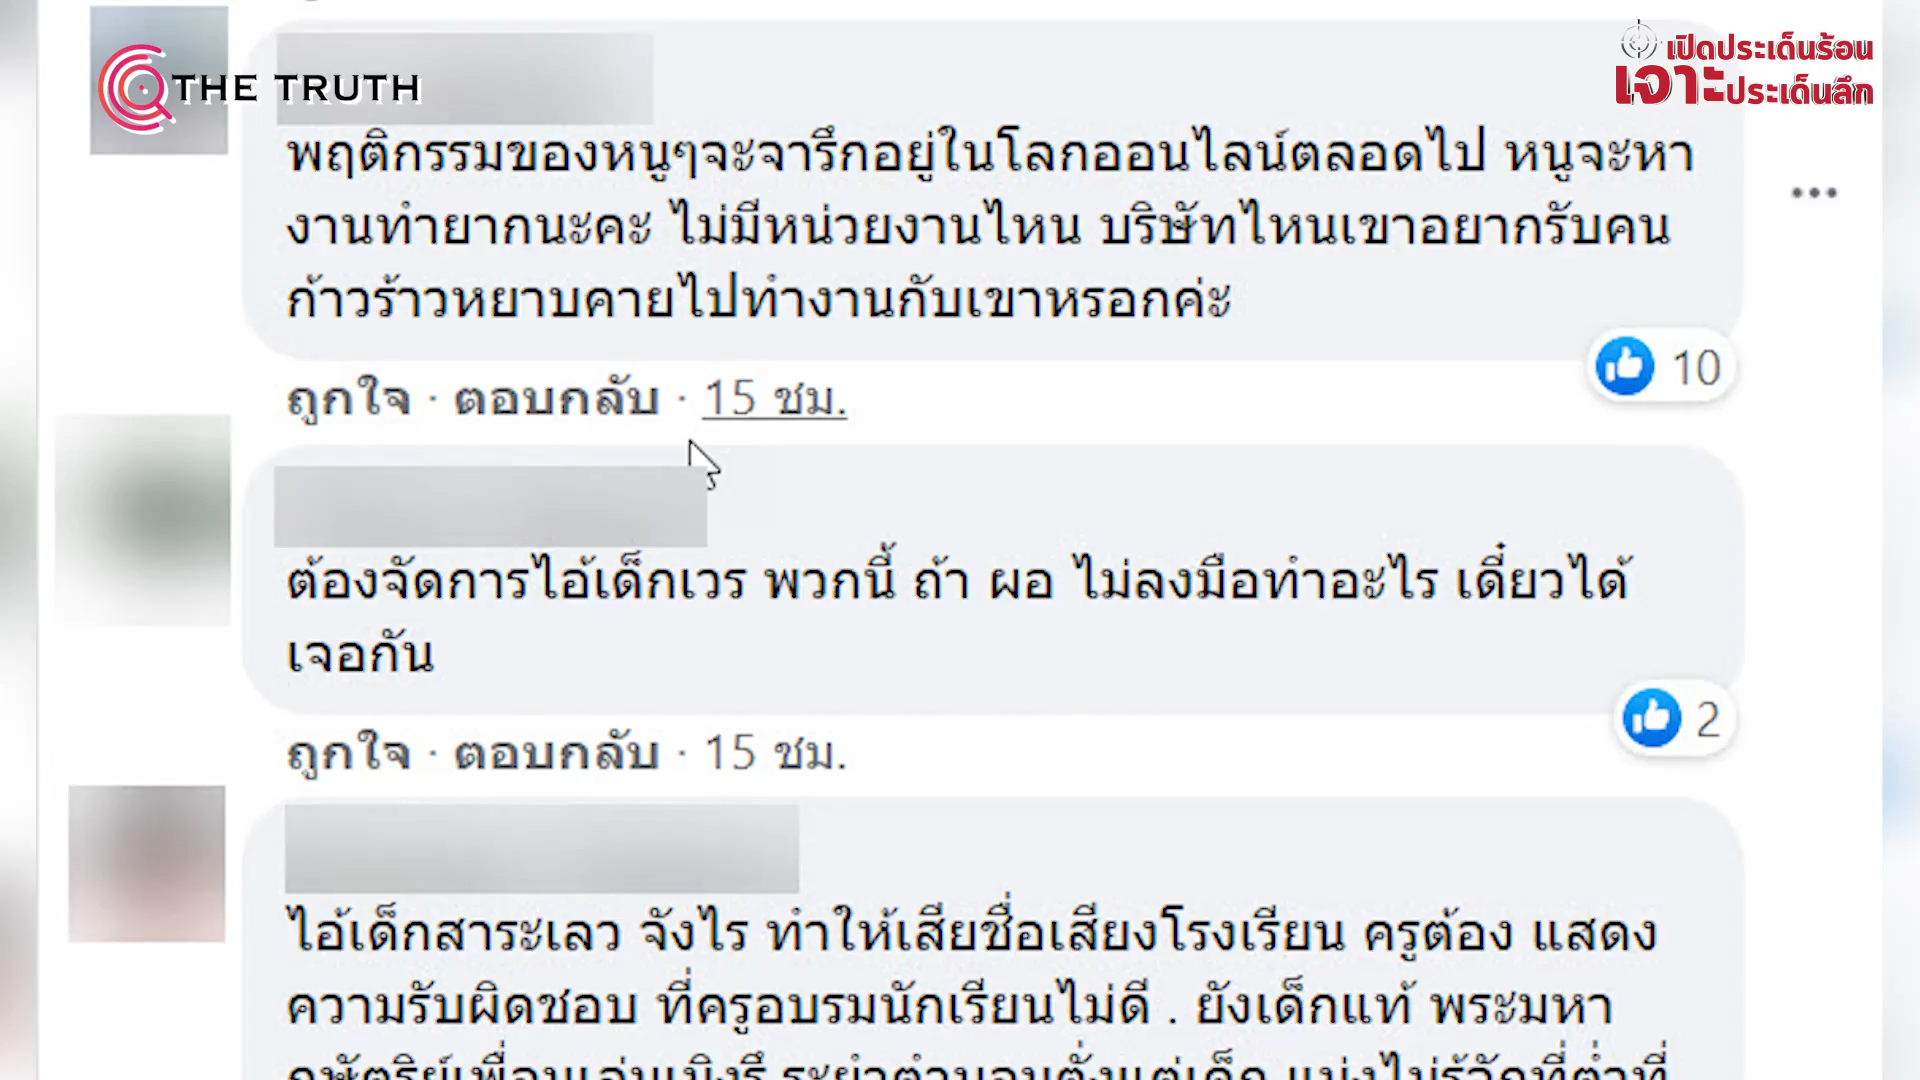 THE TRUTH
เปิดประเด็นร้อน
เจาะประเด็นลึก
พฤติกรรมของหนูๆจะจารึกอยู่ในโลกออนไลน์ตลอดไป หนูจะหา
งานทำยากนะคะ ไม่มีหน่วยงานไหน บริษัทไหนเขาอยากรับคน
ก้าวร้าวหยาบคายไปทำงานกับเขาหรอกค่ะ
10
ถูกใจ · ตอบกลับ · 15 ชม.
ต้องจัดการไอ้เด็กเวร พวกนี้ ถ้า ผอ ไม่ลงมือทำอะไร เดี๋ยวได้
เจอกัน
2
ถูกใจ · ตอบกลับ · 15 ชม.
ไอ้เด็กสาระเลว จังไร ทำให้เสียชื่อเสียงโรงเรียน ครูต้อง แสดง
ความรับผิดชอบ ที่ครูอบรมนักเรียนไม่ดี . ยังเด็กแท้ พระมหา